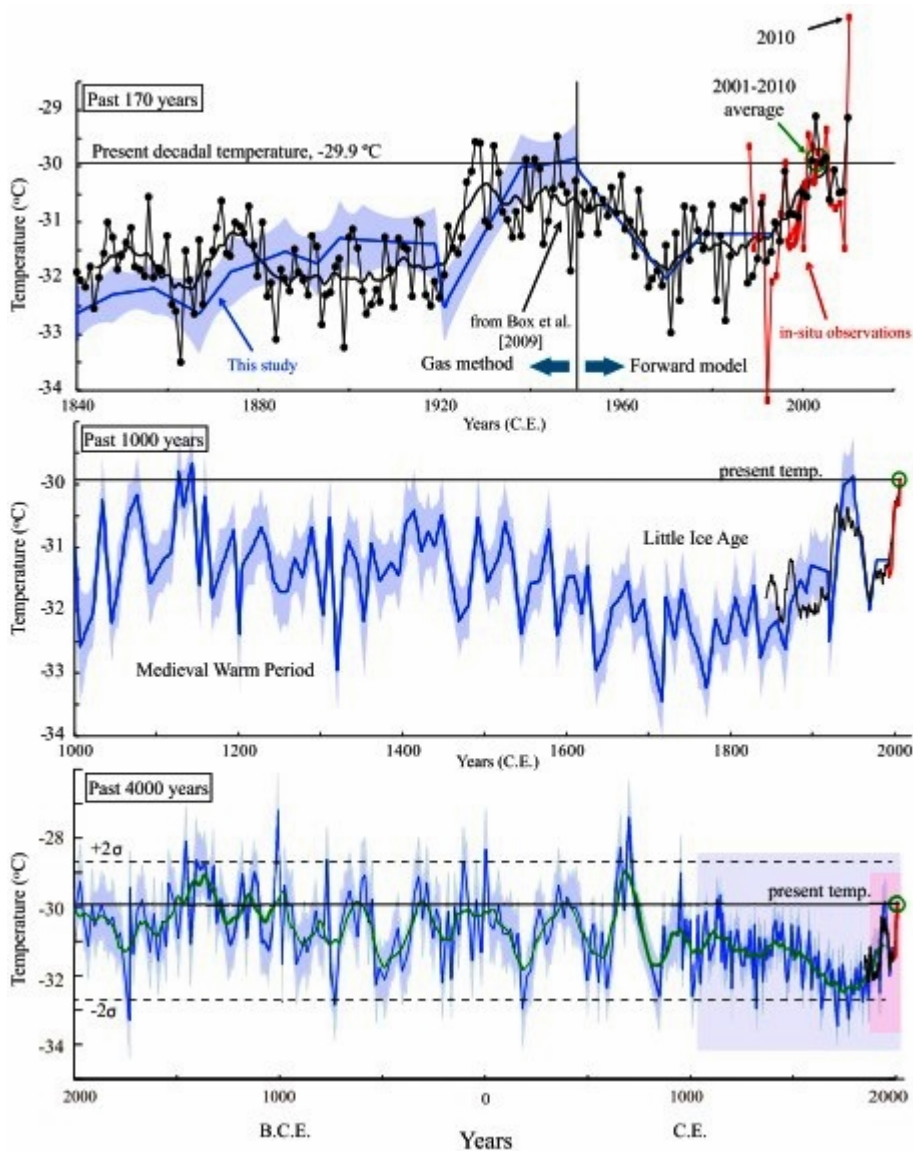 2010
2001-2010
average
Past 170 years
Present decadal temperature, -29.9 °C
-29
-30
-31
-32
-33
-34
Temperature (°C)
This study
from Box et al.
[2009]
in-situ observations
Gas method
Forward model
1840
1880
1920
1960
2000
Years (C.E.)
Past 1000 years
present temp.
-30
-31
-32
-33
-34
Temperature (°C)
Little Ice Age
Medieval Warm Period
1000
1200
1400
1600
1800
2000
Years (C.E.)
Past 4000 years
-28
-30
-32
-34
Temperature (°C)
+2σ
present temp.
-2σ
2000
1000
0
1000
2000
B.C.E.
Years
C.E.